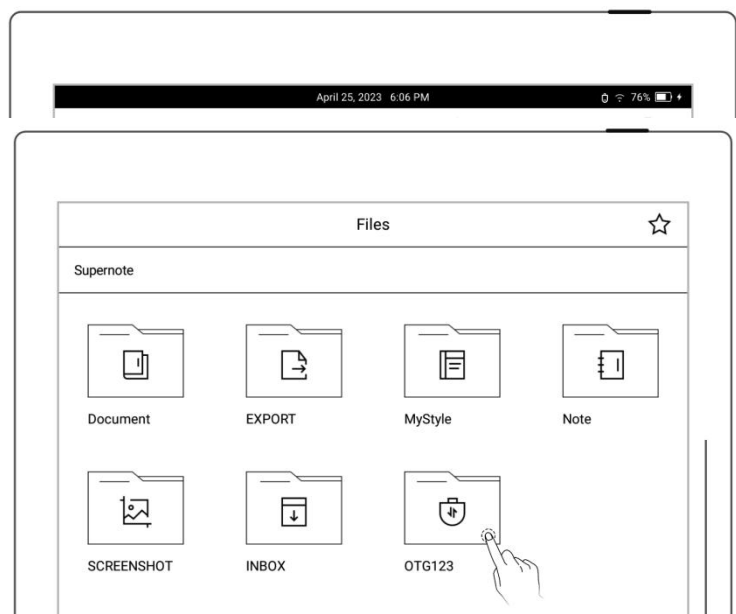 April 25, 2023 6:06 PM 76%
Files
Supernote
Document EXPORT MyStyle Note
SCREENSHOT INBOX OTG123